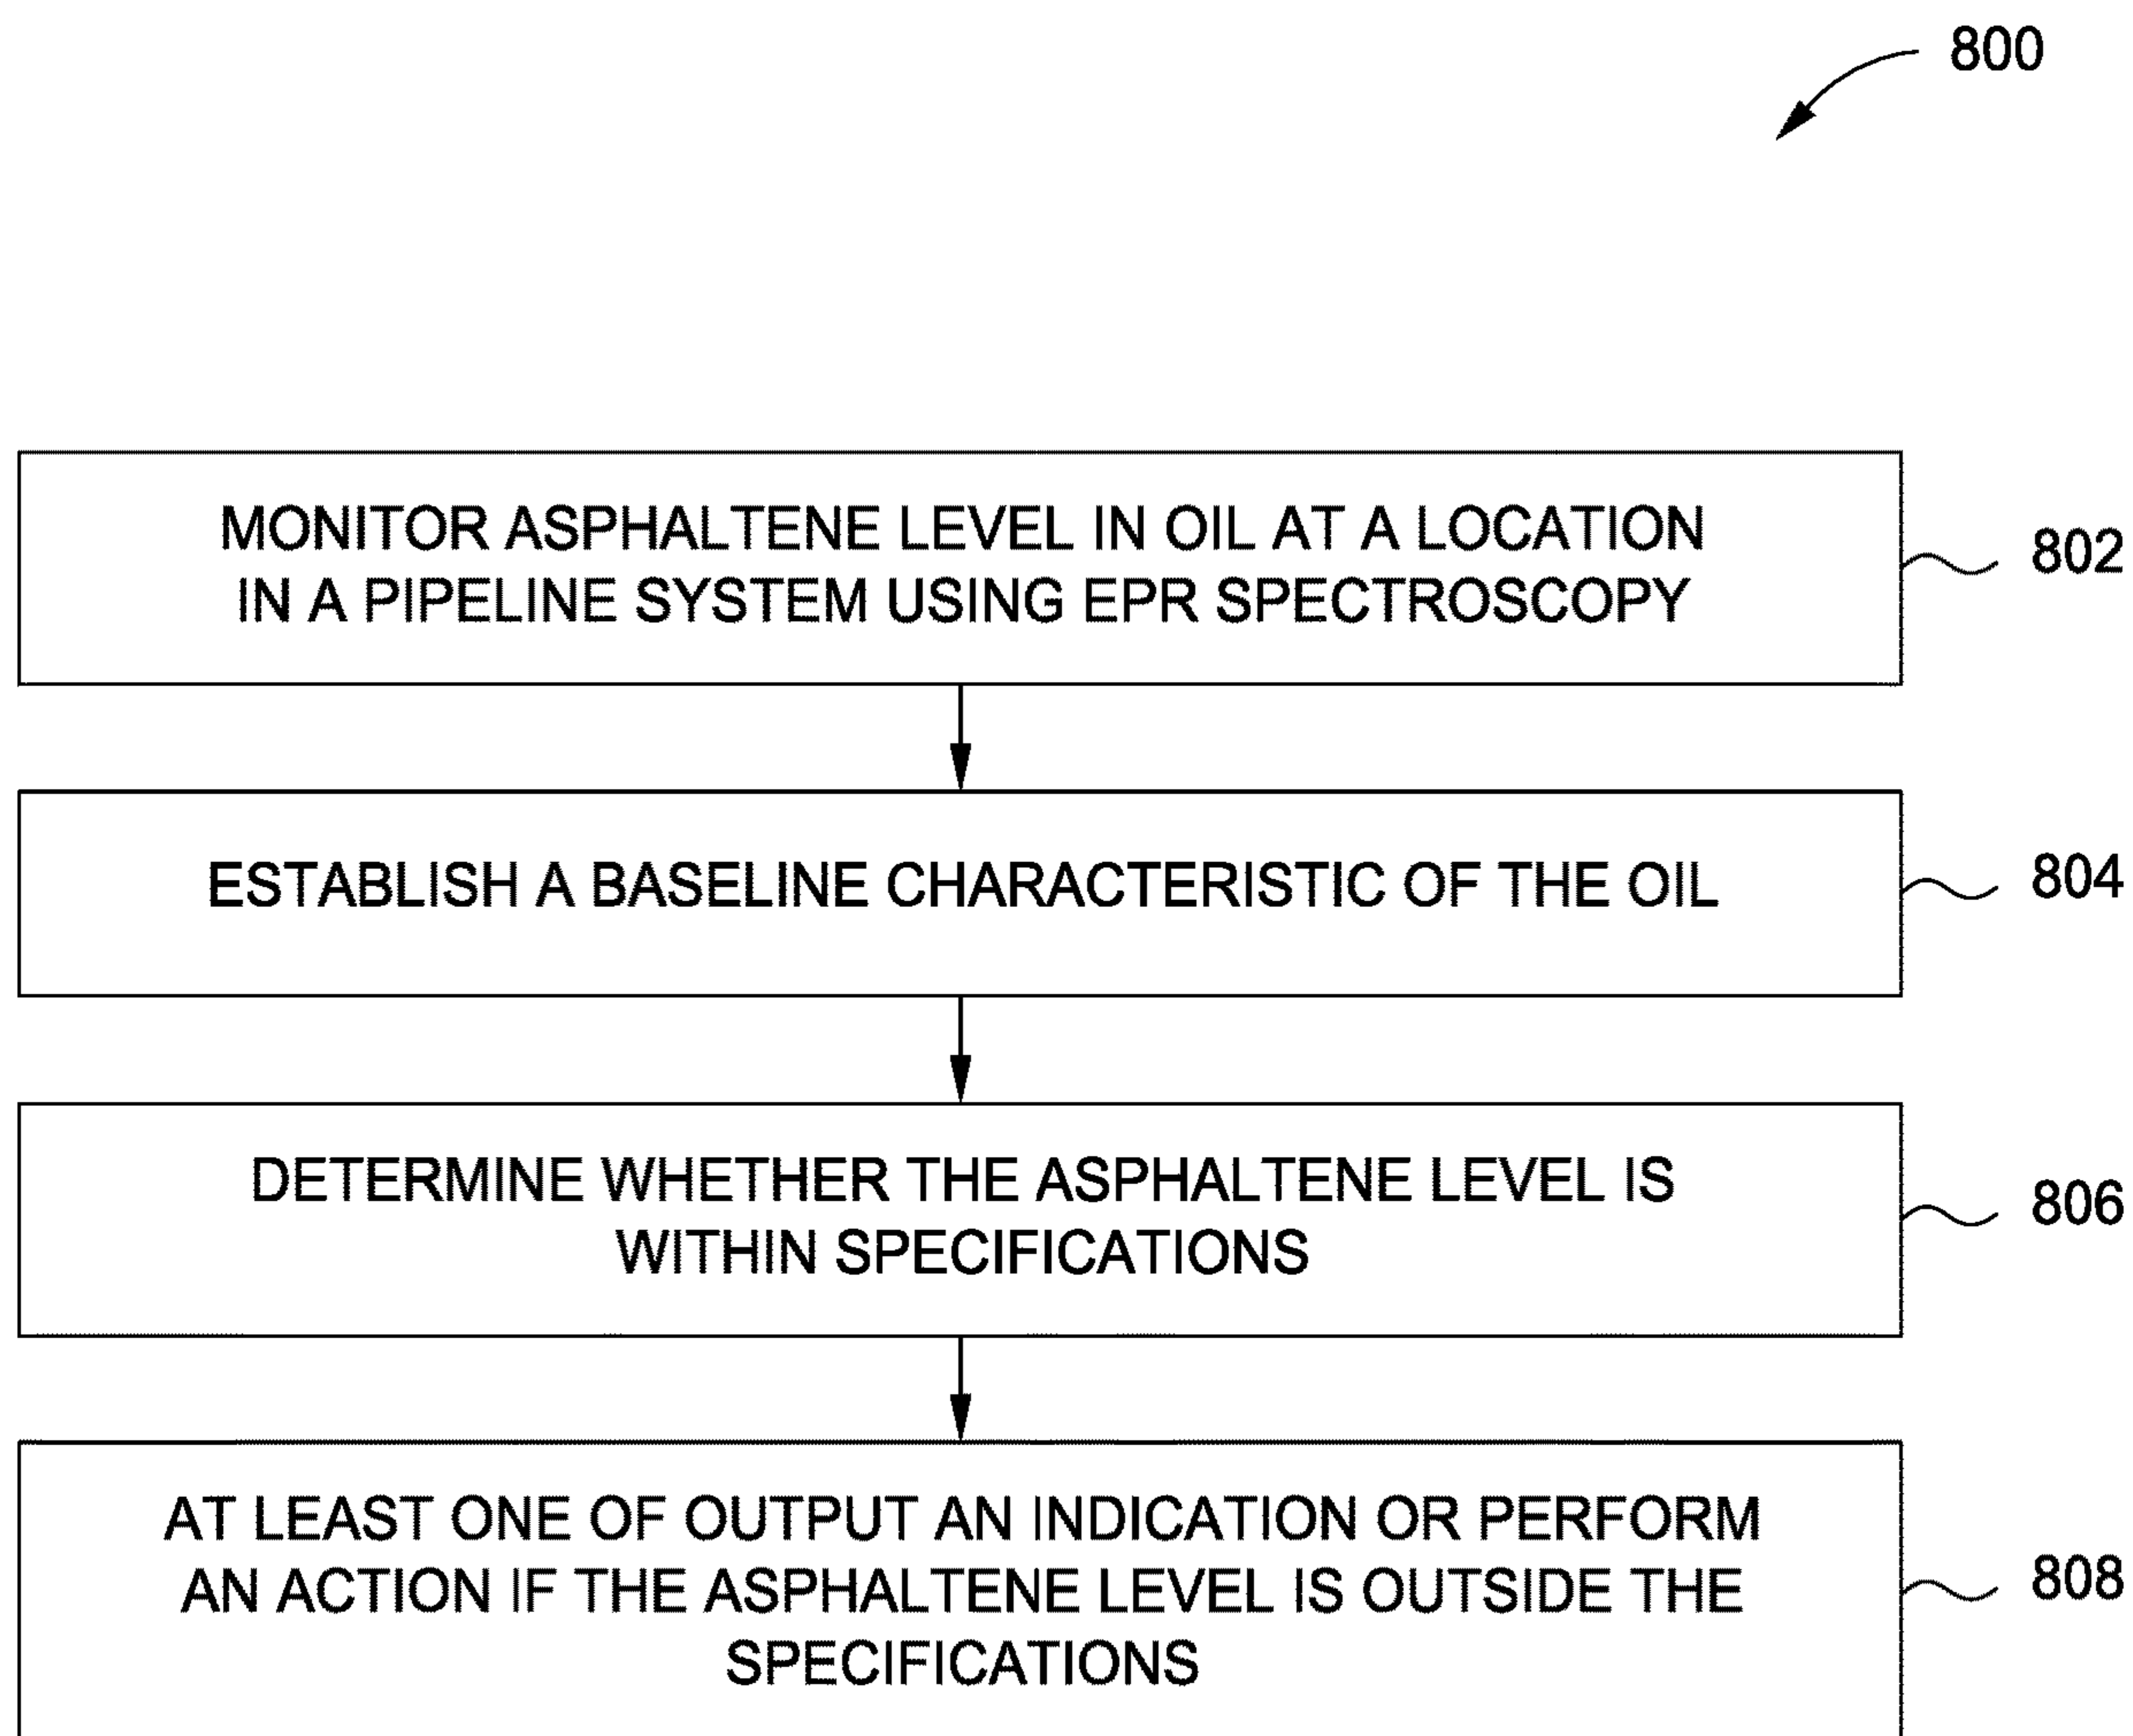 800
MONITOR ASPHALTENE LEVEL IN OIL AT A LOCATION
IN A PIPELINE SYSTEM USING EPR SPECTROSCOPY
802
ESTABLISH A BASELINE CHARACTERISTIC OF THE OIL
804
DETERMINE WHETHER THE ASPHALTENE LEVEL IS
WITHIN SPECIFICATIONS
806
AT LEAST ONE OF OUTPUT AN INDICATION OR PERFORM
AN ACTION IF THE ASPHALTENE LEVEL IS OUTSIDE THE
SPECIFICATIONS
808